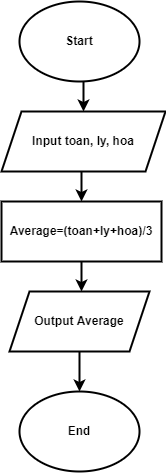 Start
Input toan, ly, hoa
Average=(toan+ly+hoa)/3
Output Average
End